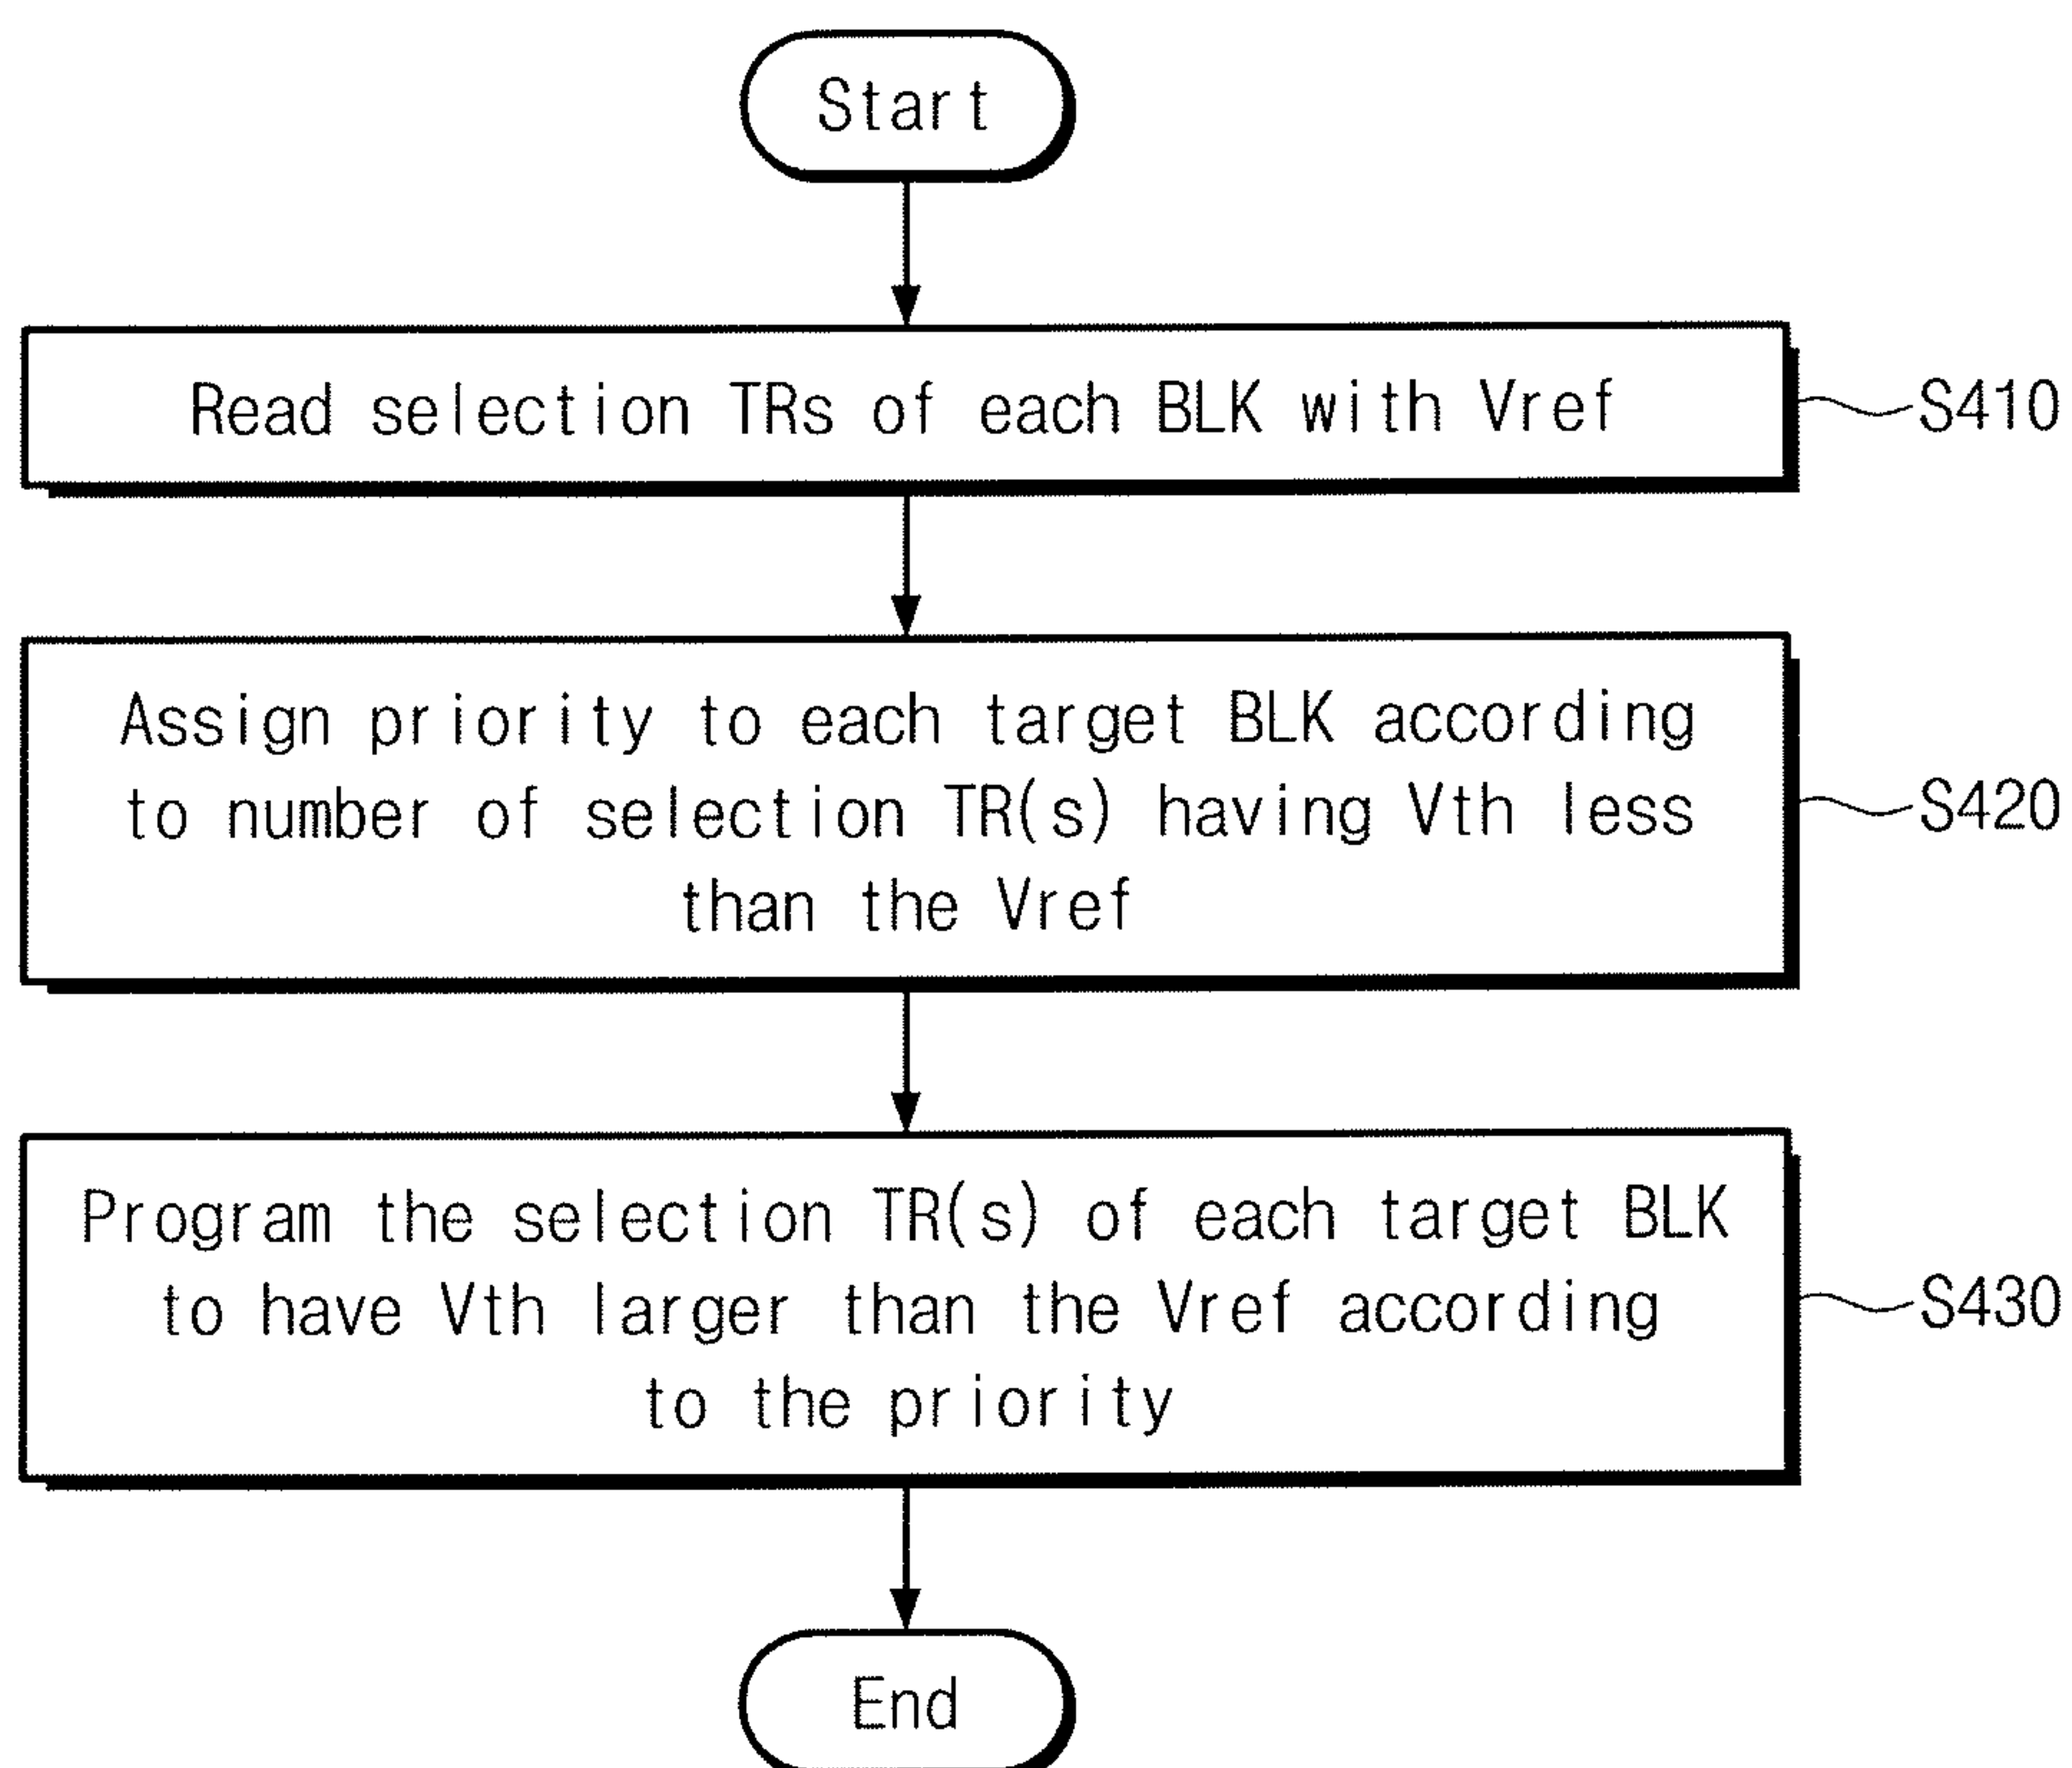 Start
Read selection TRs of each BLK with Vref
S410
Assign priority to each target BLK according
to number of selection TR(s) having Vth less
than the Vref
S420
Program the selection TR(s) of each target BLK
to have Vth larger than the Vref according
to the priority
S430
End